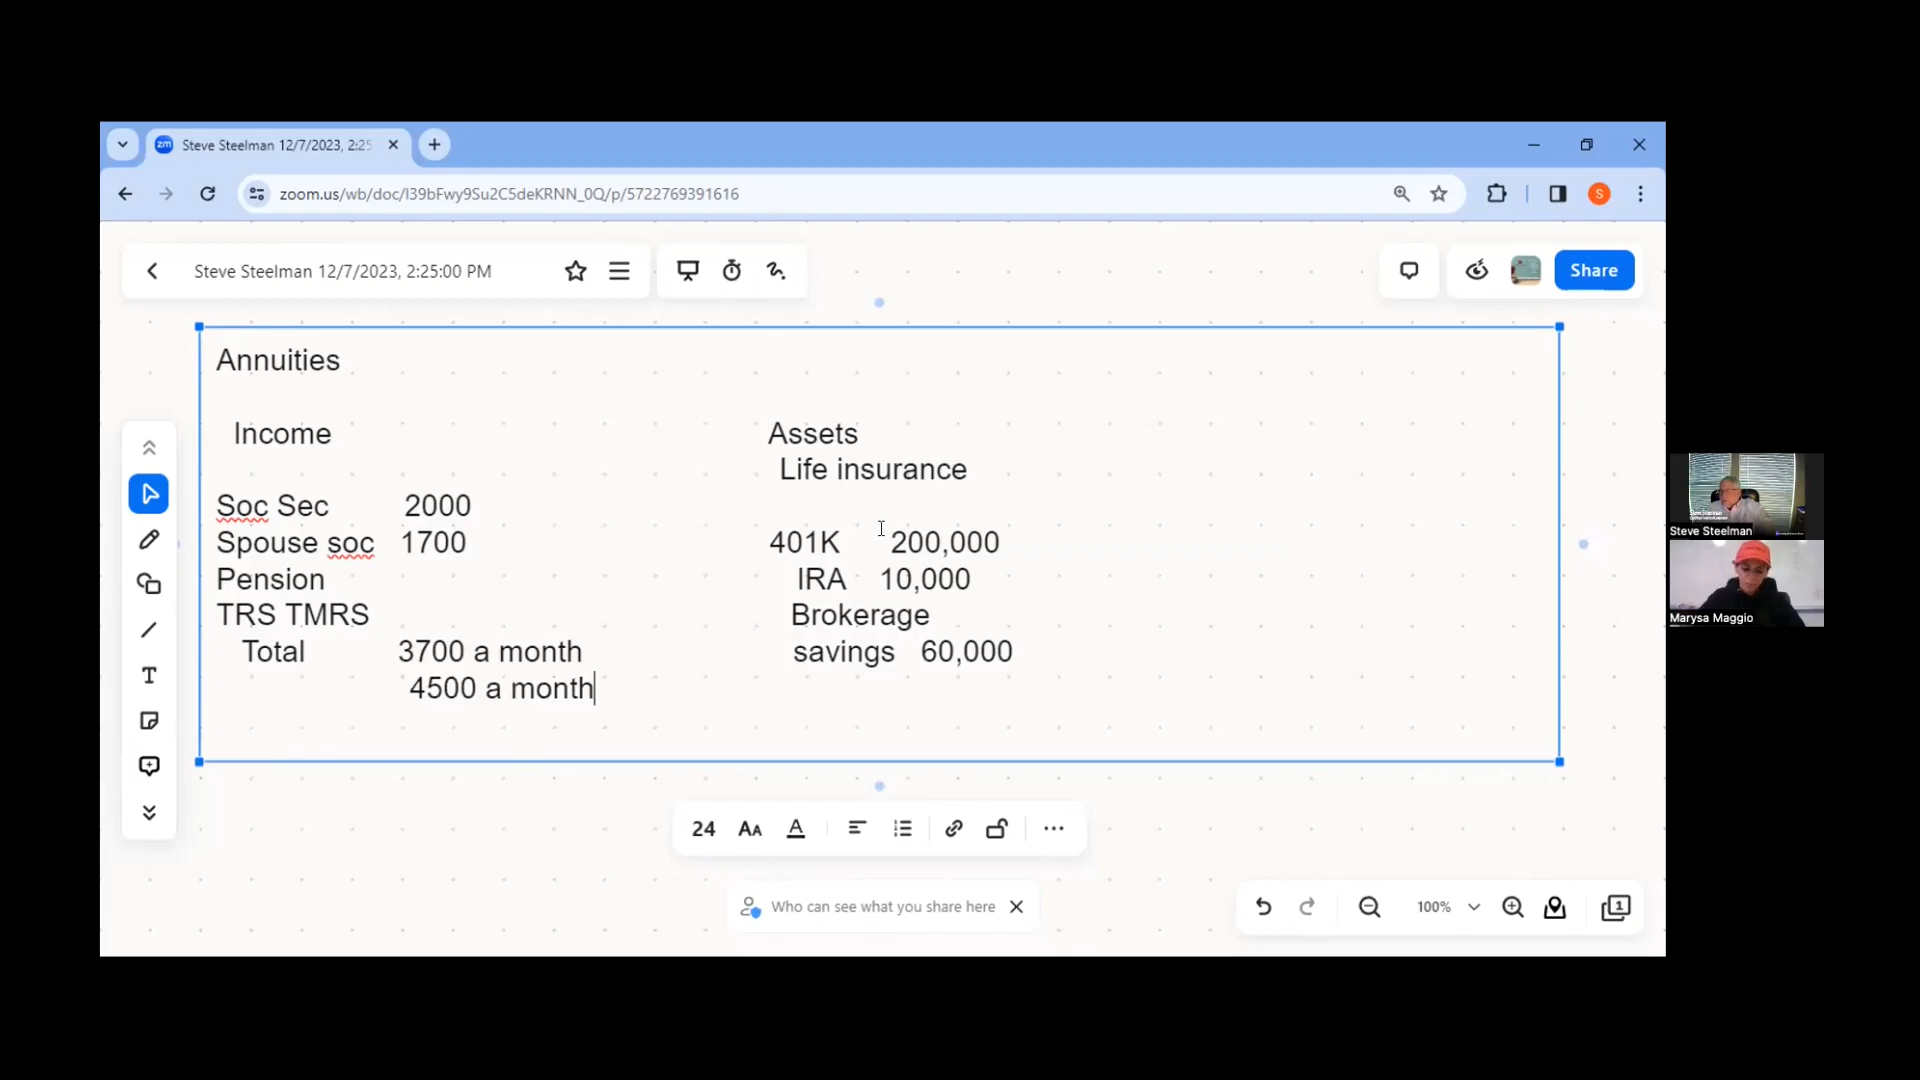 Steve Steelman 12/7/2023, 2:25
zoom.us/wb/doc/l39bFwy9Su2C5deKRNN_0Q/p/5722769391616
S
Steve Steelman 12/7/2023, 2:25:00 PM
Share
Annuities
Income Assets
Life insurance
Soc Sec 2000
Spouse soc 1700 401K 200,000
Pension IRA 10,000
TRS TMRS Brokerage
Total 3700 a month savings 60,000
4500 a month
24
Who can see what you share here
100%
1
Steve Steelman
Marysa Maggio